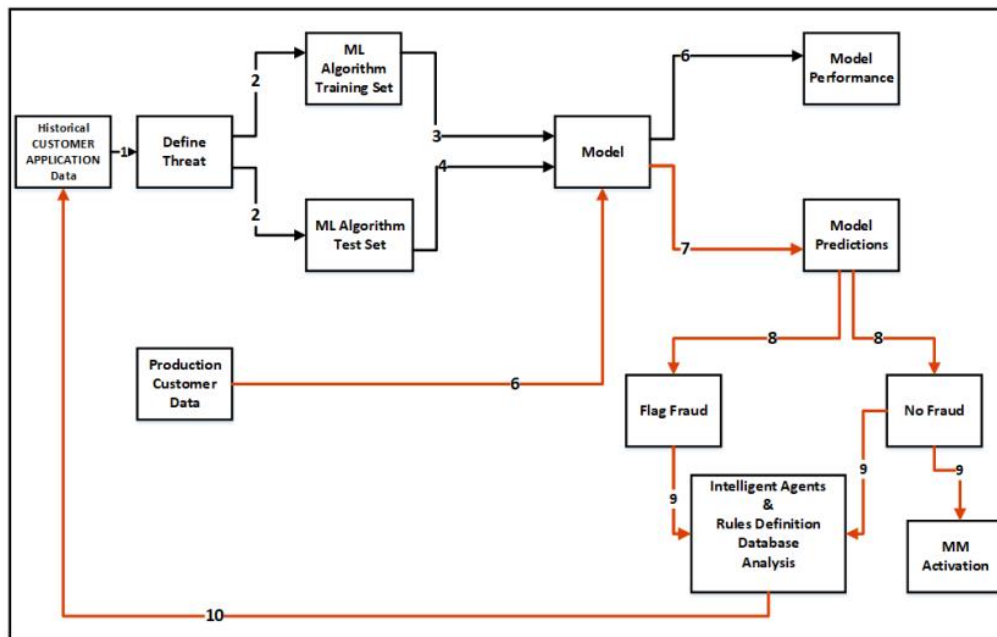 ML
Algorithm
Training Set
6
Model
Performance
2
Historical
CUSTOMER
APPLICATION
Data
1
Define
Threat
3
4
Model
2
ML Algorithm
Test Set
7
Model
Predictions
Production
Customer
Data
6
8
8
Flag Fraud
No Fraud
9
9
9
Intelligent Agents
&
Rules Definition
Database
Analysis
MM
Activation
10